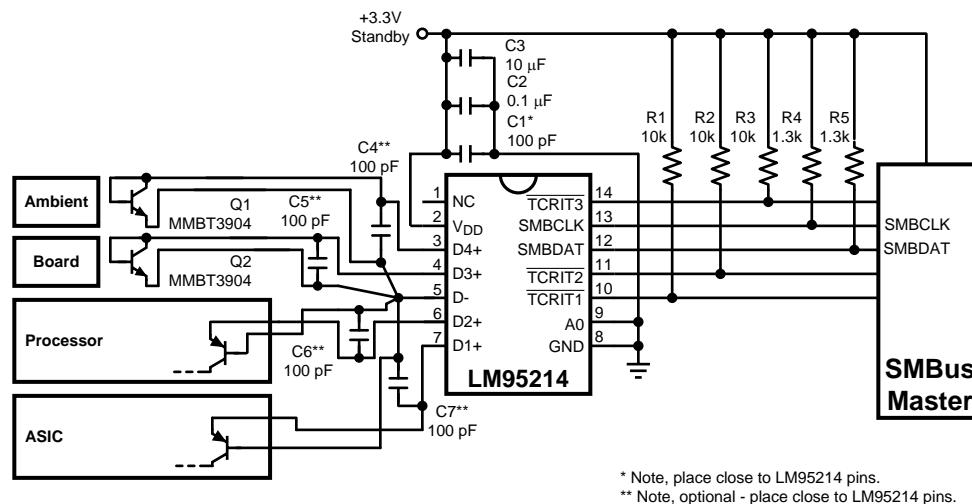 +3.3V
Standby
C3
10 μF
C2
0.1 μF
C1*
100 pF
R1
10k
R2
10k
R3
10k
R4
1.3k
R5
1.3k
C4**
100 pF
Ambient
Q1
MMBT3904
C5**
100 pF
Board
Q2
MMBT3904
Processor
C6**
100 pF
ASIC
C7**
100 pF
1 NC
2 VDD
3 D4+
4 D3+
5 D-
6 D2+
7 D1+
TCRIT3 14
SMBCLK 13
SMBDAT 12
TCRIT2 11
TCRIT1 10
A0 9
GND 8
LM95214
SMBCLK
SMBDAT
SMBus
Master
* Note, place close to LM95214 pins.
** Note, optional - place close to LM95214 pins.